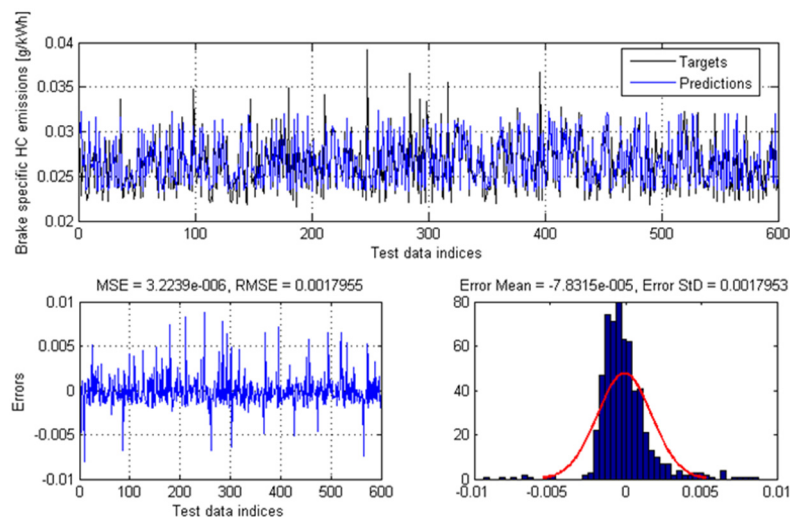 Brake specific HC emissions [g/kWh]
0.04
0.035
0.03
0.025
0.02
Targets
Predictions
0 100 200 300 400 500 600
Test data indices
MSE = 3.2239e-006, RMSE = 0.0017955
Errors
0.01
0.005
0
-0.005
-0.01
0 100 200 300 400 500 600
Test data indices
Error Mean = -7.8315e-005, Error StD = 0.0017953
80
60
40
20
0
-0.01 -0.005 0 0.005 0.01